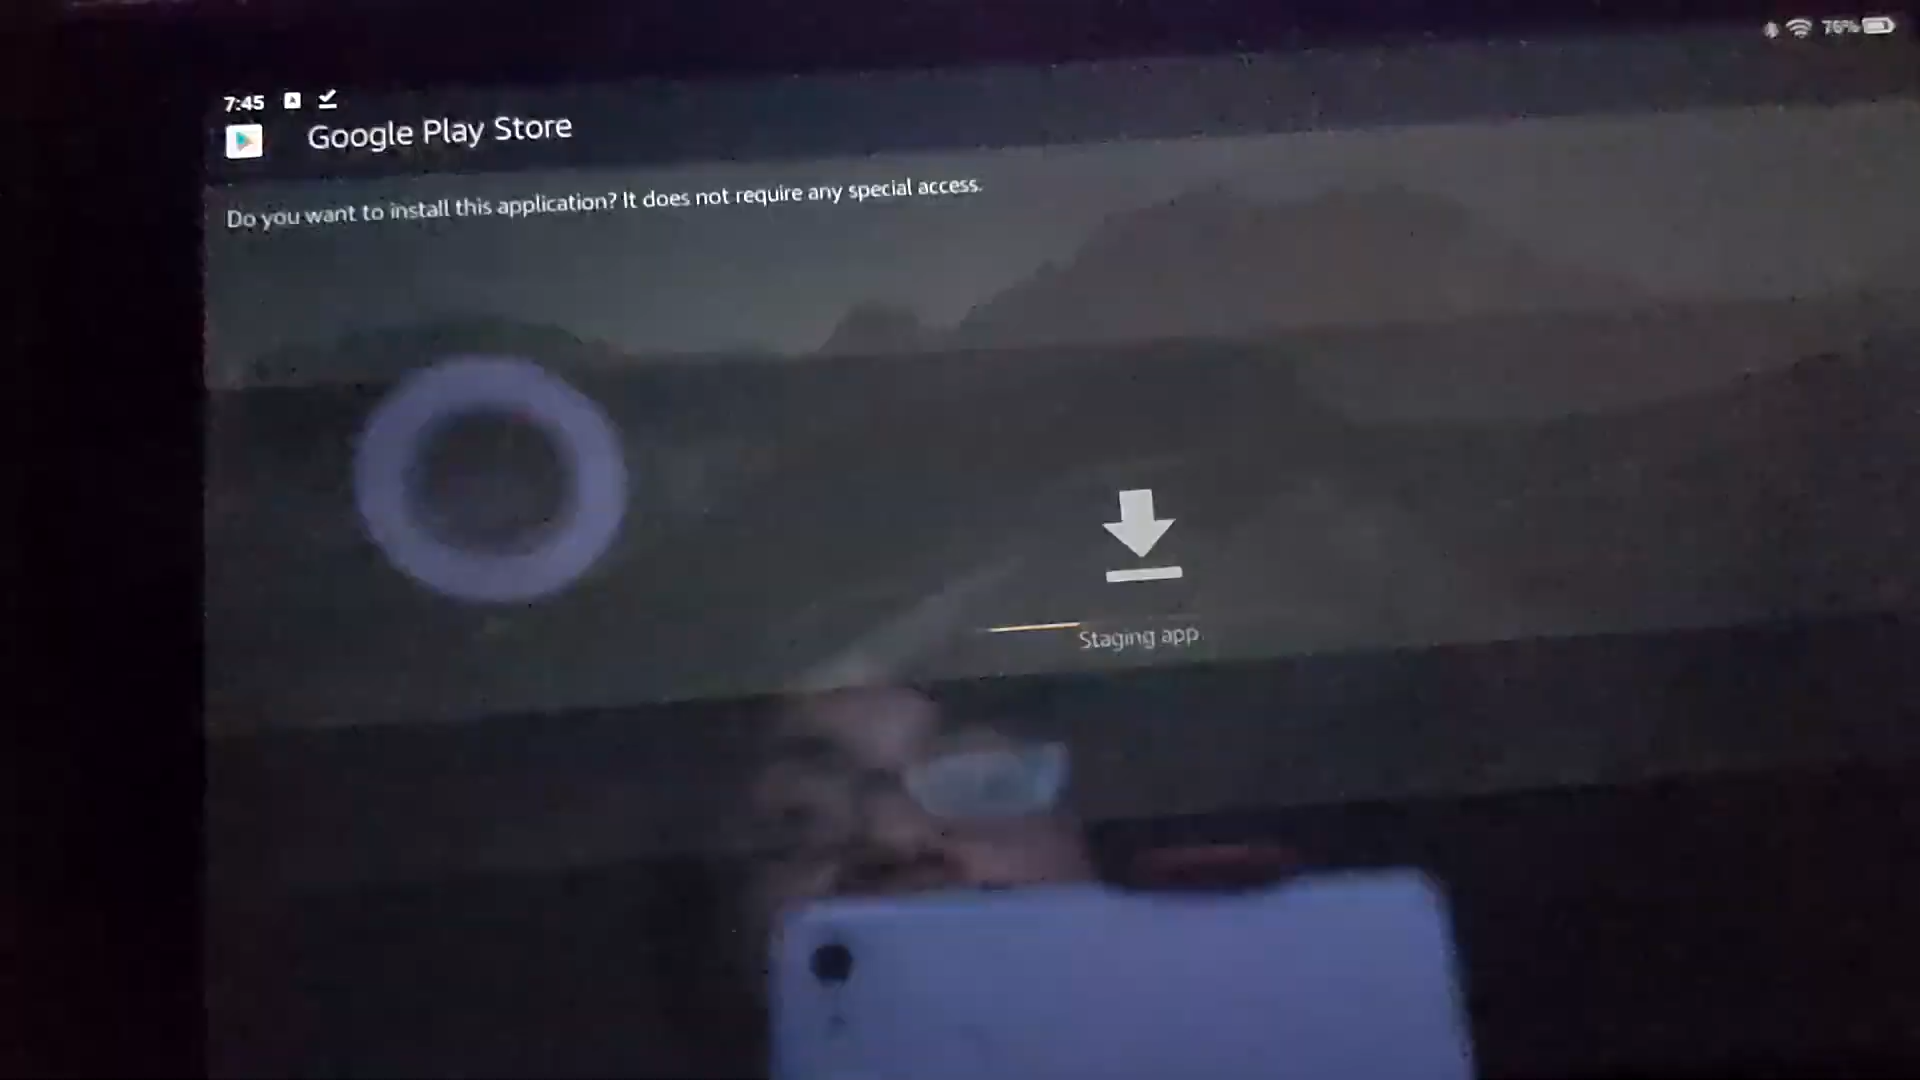 76%
7:45
Google Play Store
Do you want to install this application? It does not require any special access.
Staging app.